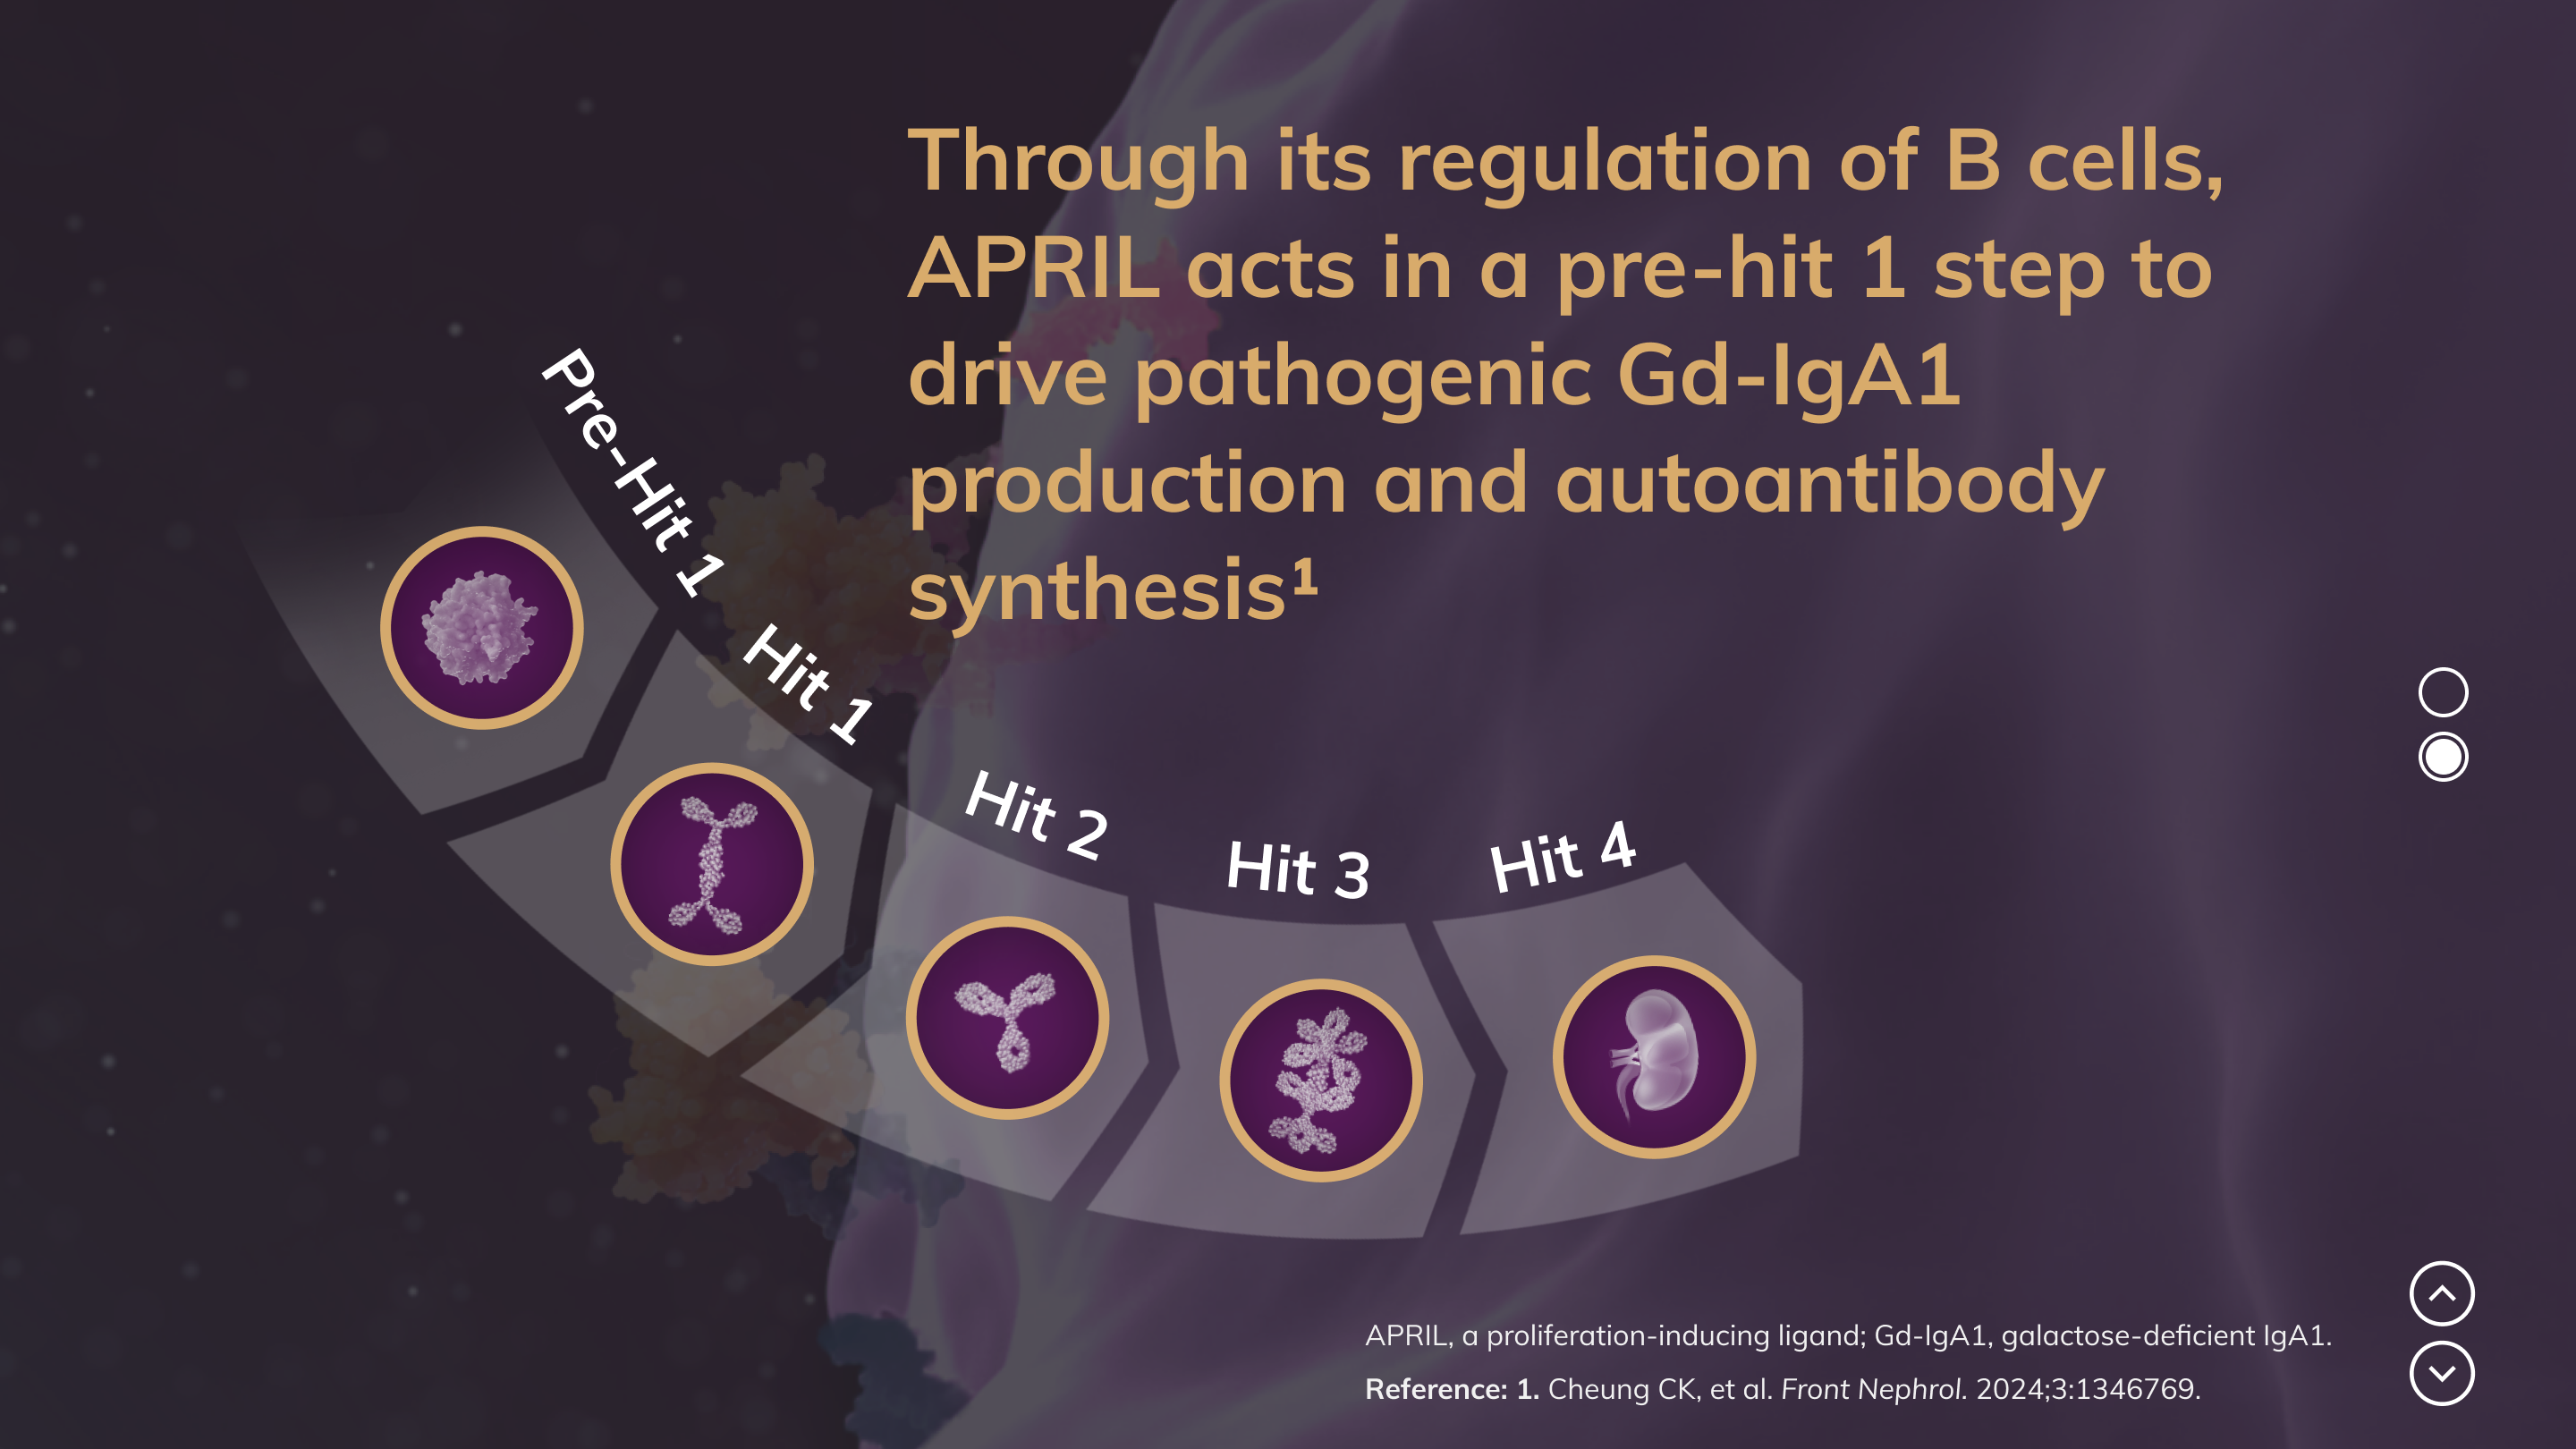 Through its regulation of B cells,
APRIL acts in a pre-hit 1 step to
drive pathogenic Gd-IgA1
production and autoantibody
synthesis¹
Pre-Hit 1
Hit 1
Hit 2
Hit 3
Hit 4
APRIL, a proliferation-inducing ligand; Gd-IgA1, galactose-deficient IgA1.
Reference: 1. Cheung CK, et al. Front Nephrol. 2024;3:1346769.